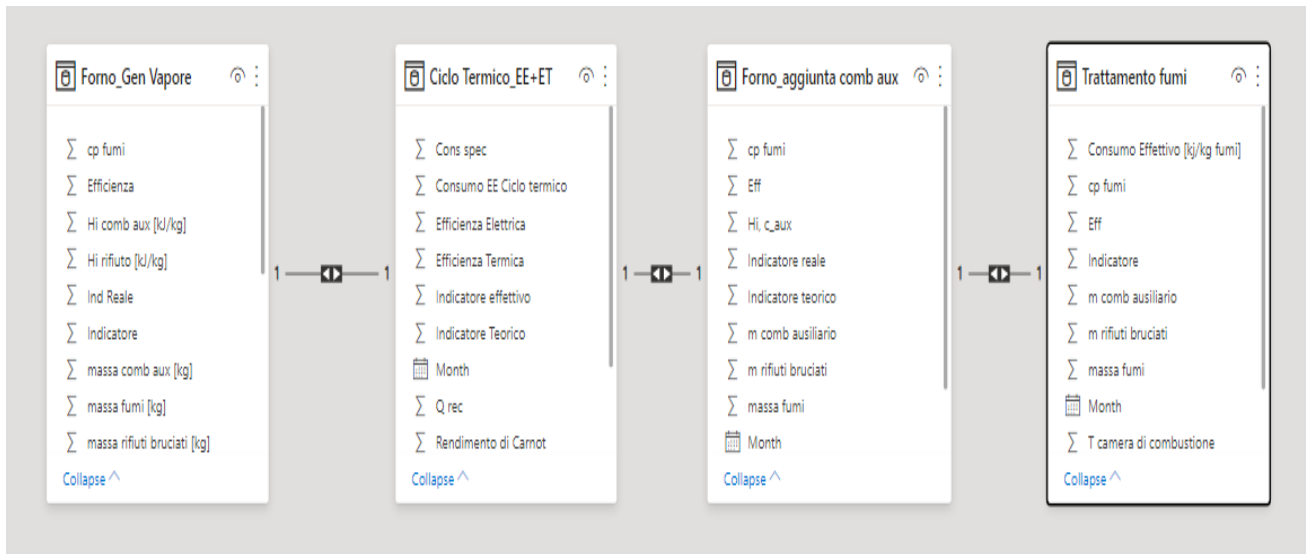 Forno_Gen Vapore
cp fumi
Efficienza
Hi comb aux [kJ/kg]
Hi rifiuto [kJ/kg]
Ind Reale
Indicatore
massa comb aux [kg]
massa fumi [kg]
massa rifiuti bruciati [kg]
Collapse
1
1
Ciclo Termico_EE+ET
Cons spec
Consumo EE Ciclo termico
Efficienza Elettrica
Efficienza Termica
Indicatore effettivo
Indicatore Teorico
Month
Q rec
Rendimento di Carnot
Collapse
1
1
Forno_aggiunta comb aux
cp fumi
Eff
Hi, c_aux
Indicatore reale
Indicatore teorico
m comb ausiliario
m rifiuti bruciati
massa fumi
Month
Collapse
1
1
Trattamento fumi
Consumo Effettivo [kj/kg fumi]
cp fumi
Eff
Indicatore
m comb ausiliario
m rifiuti bruciati
massa fumi
Month
T camera di combustione
Collapse